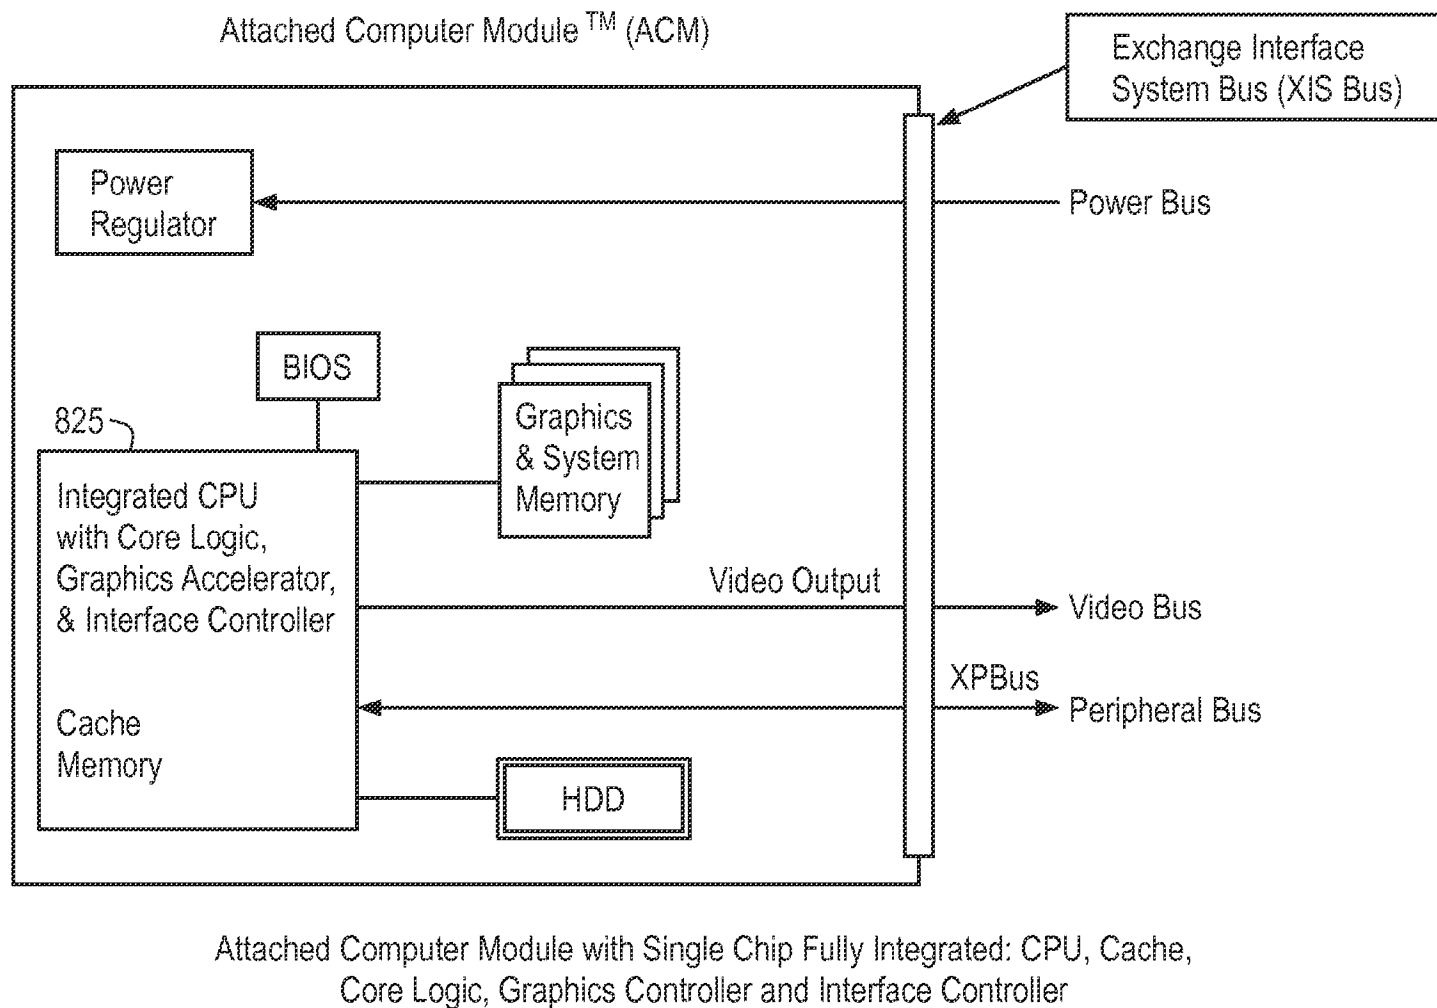 Attached Computer Module™ (ACM)
Exchange Interface
System Bus (XIS Bus)
Power
Regulator
Power Bus
BIOS
825
Graphics
& System
Memory
Integrated CPU
with Core Logic,
Graphics Accelerator,
& Interface Controller
Video Output
Video Bus
XPBus
Peripheral Bus
Cache
Memory
HDD
Attached Computer Module with Single Chip Fully Integrated: CPU, Cache,
Core Logic, Graphics Controller and Interface Controller